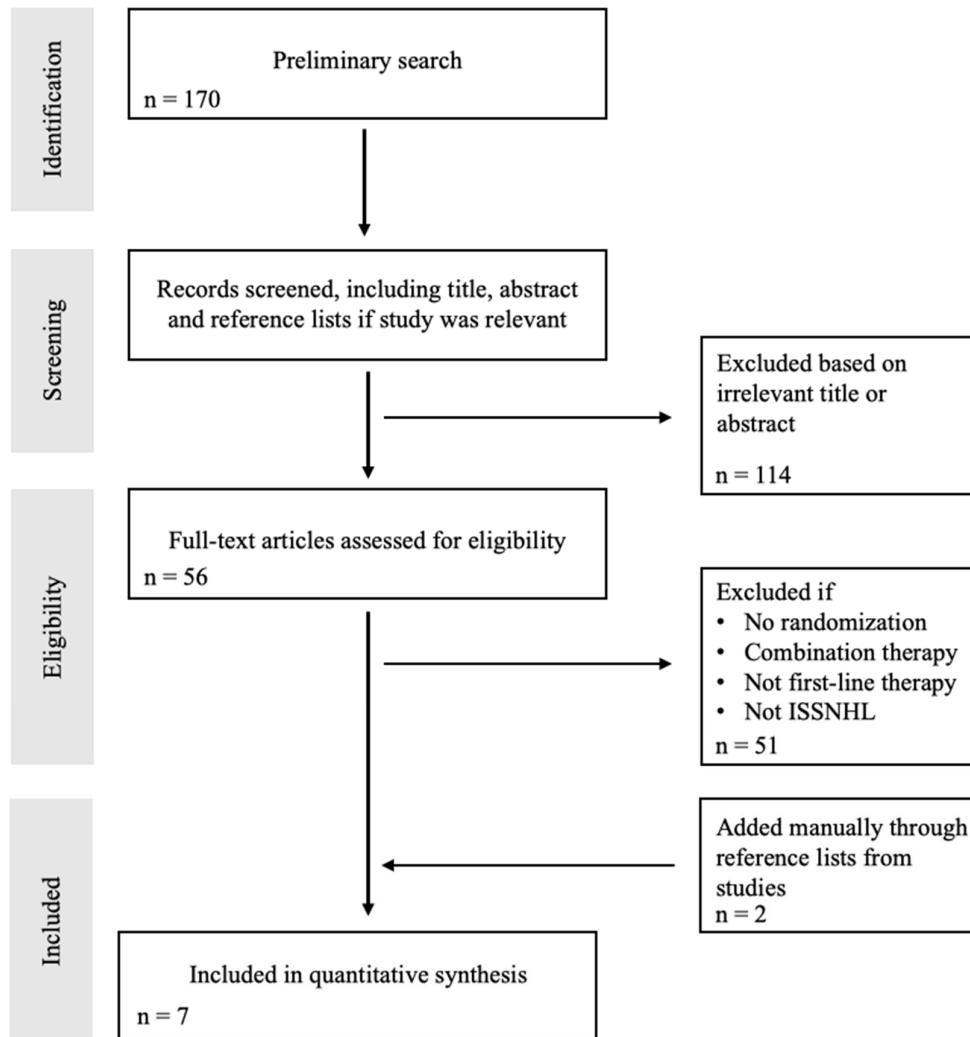 Identification
Preliminary search
n = 170
Screening
Records screened, including title, abstract
and reference lists if study was relevant
Excluded based on
irrelevant title or
abstract
n = 114
Eligibility
Full-text articles assessed for eligibility
n = 56
Excluded if
• No randomization
• Combination therapy
• Not first-line therapy
• Not ISSNHL
n = 51
Included
Added manually through
reference lists from
studies
n = 2
Included in quantitative synthesis
n = 7